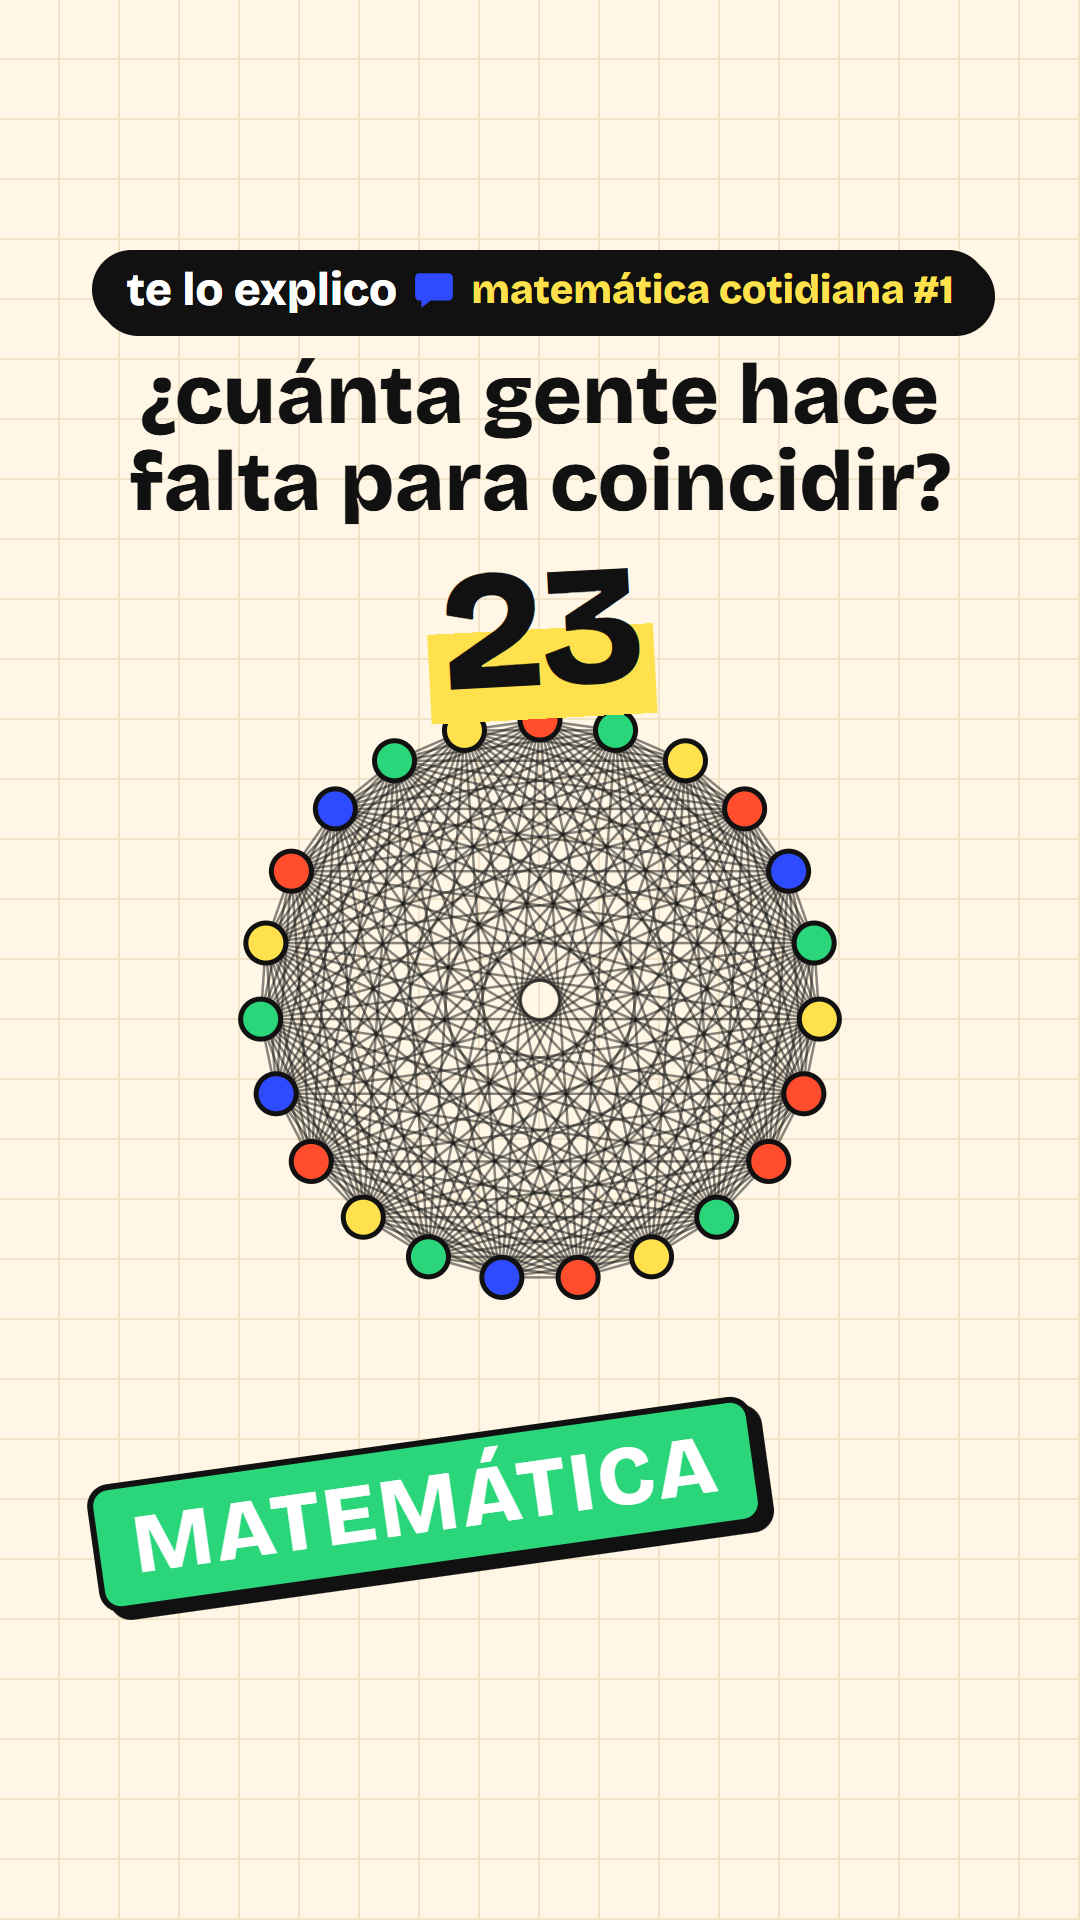 te lo explico matemática cotidiana #1
¿cuánta gente hace
falta para coincidir?
23
MATEMÁTICA